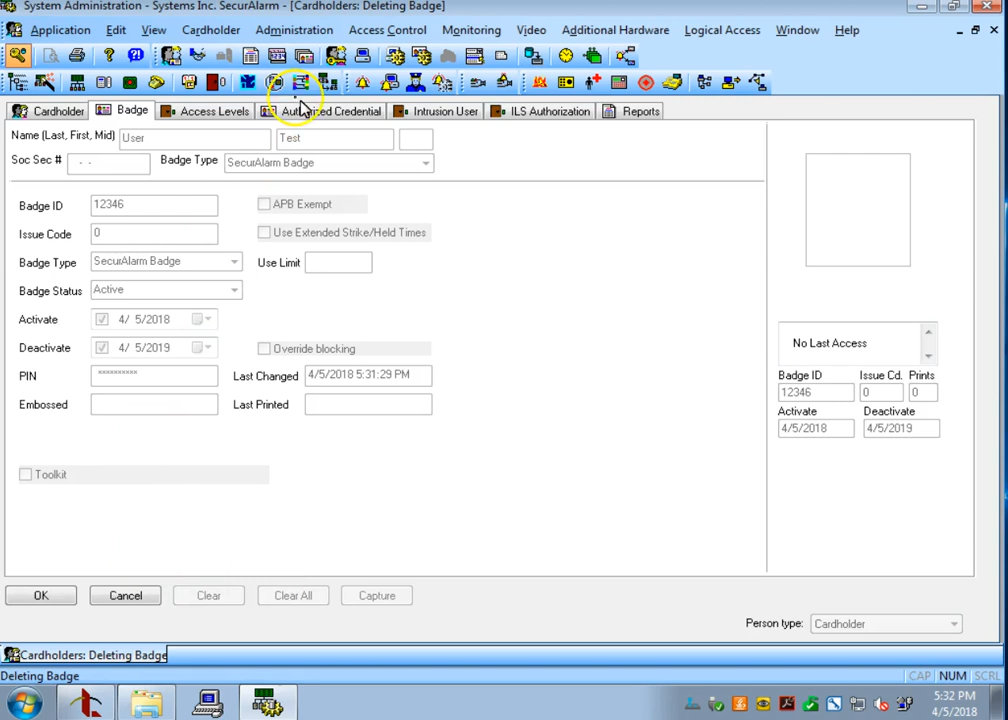 System Administration - Systems Inc. SecurAlarm - [Cardholders: Deleting Badge]
Application Edit View Cardholder Administration Access Control Monitoring Video Additional Hardware Logical Access Window Help
Cardholder Badge Access Levels Authorized Credential Intrusion User ILS Authorization Reports
Name (Last, First, Mid) User Test
Soc Sec # - - Badge Type SecurAlarm Badge
Badge ID 12346 APB Exempt
Issue Code 0 Use Extended Strike/Held Times
Badge Type SecurAlarm Badge Use Limit
Badge Status Active
Activate 4/ 5/2018
Deactivate 4/ 5/2019 Override blocking
PIN ********** Last Changed 4/5/2018 5:31:29 PM
Embossed Last Printed
Toolkit
No Last Access
Badge ID Issue Cd. Prints
12346 0 0
Activate Deactivate
4/5/2018 4/5/2019
OK Cancel Clear Clear All Capture
Person type: Cardholder
Cardholders: Deleting Badge
Deleting Badge CAP NUM SCRL
5:32 PM
4/5/2018